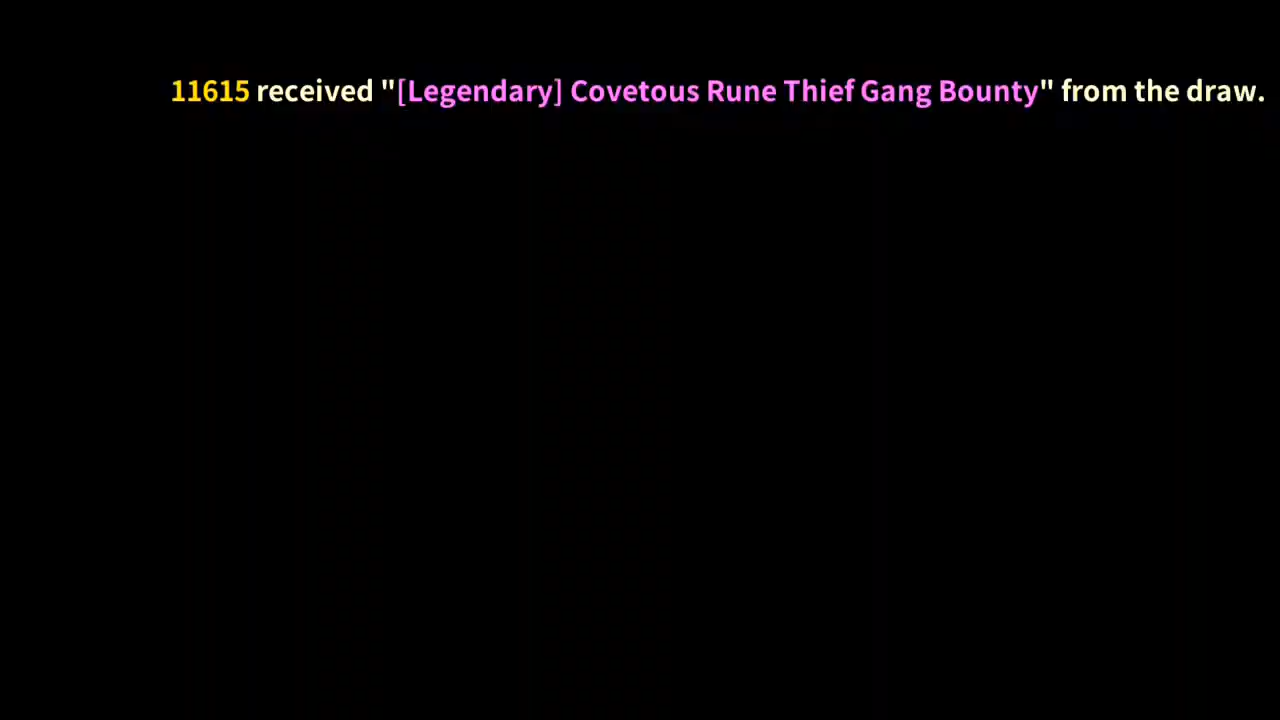 11615 received "[Legendary] Covetous Rune Thief Gang Bounty" from the draw.